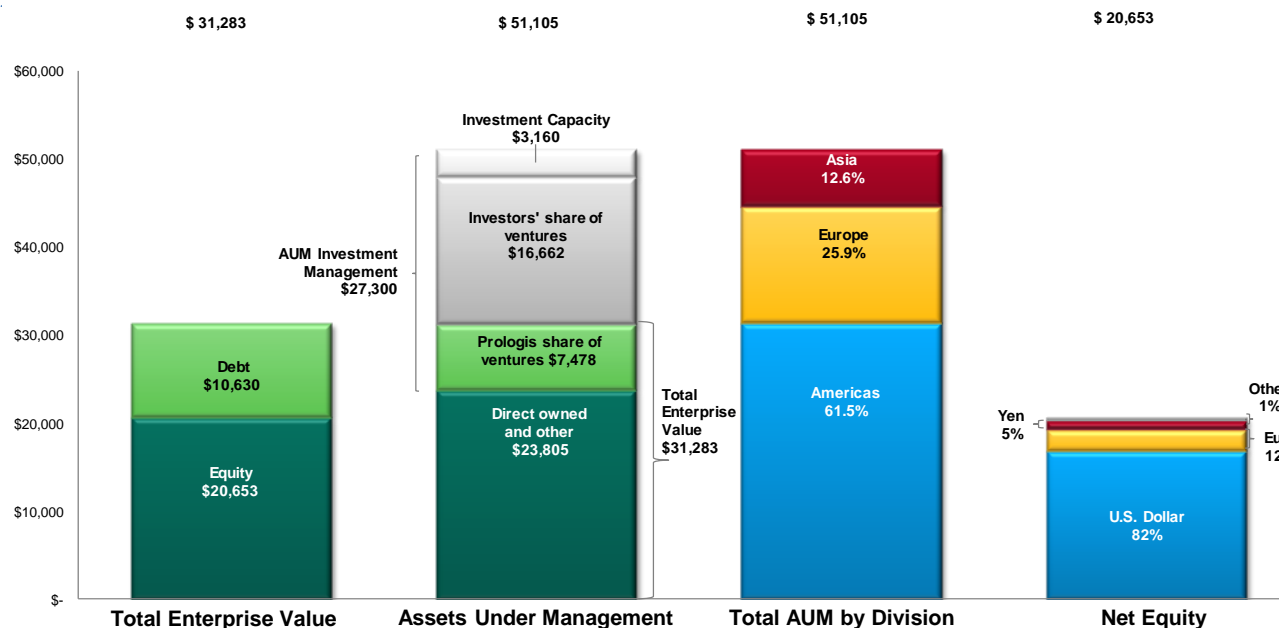 $ 31,283
$ 51,105
$ 51,105
$ 20,653
$60,000
$50,000
$40,000
$30,000
$20,000
$10,000
$-
Debt
$10,630
Equity
$20,653
Total Enterprise Value
Investment Capacity
$3,160
Investors' share of
ventures
$16,662
AUM Investment
Management
$27,300
Prologis share of
ventures $7,478
Direct owned
and other
$23,805
Total
Enterprise
Value
$31,283
Assets Under Management
Asia
12.6%
Europe
25.9%
Americas
61.5%
Total AUM by Division
Yen
5%
1%
U.S. Dollar
82%
Net Equity